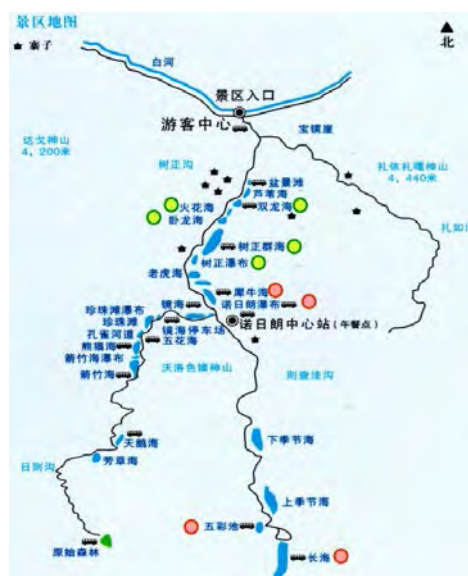 景区地图
寨子
北
白河
景区入口
游客中心
宝镜崖
达戈神山
4，200米
树正沟
扎依扎嘎神山
4，440米
扎如沟
盆景滩
芦苇海
火花海
双龙海
卧龙海
树正群海
树正瀑布
老虎海
犀牛海
诺日朗瀑布
镜海
珍珠滩瀑布
珍珠滩
镜海停车场
诺日朗中心站（午餐点）
孔雀河道
五花海
熊猫海
箭竹海瀑布
箭竹海
沃洛色嫫神山
则查洼沟
天鹅海
下季节海
日则沟
芳草海
上季节海
五彩池
原始森林
长海